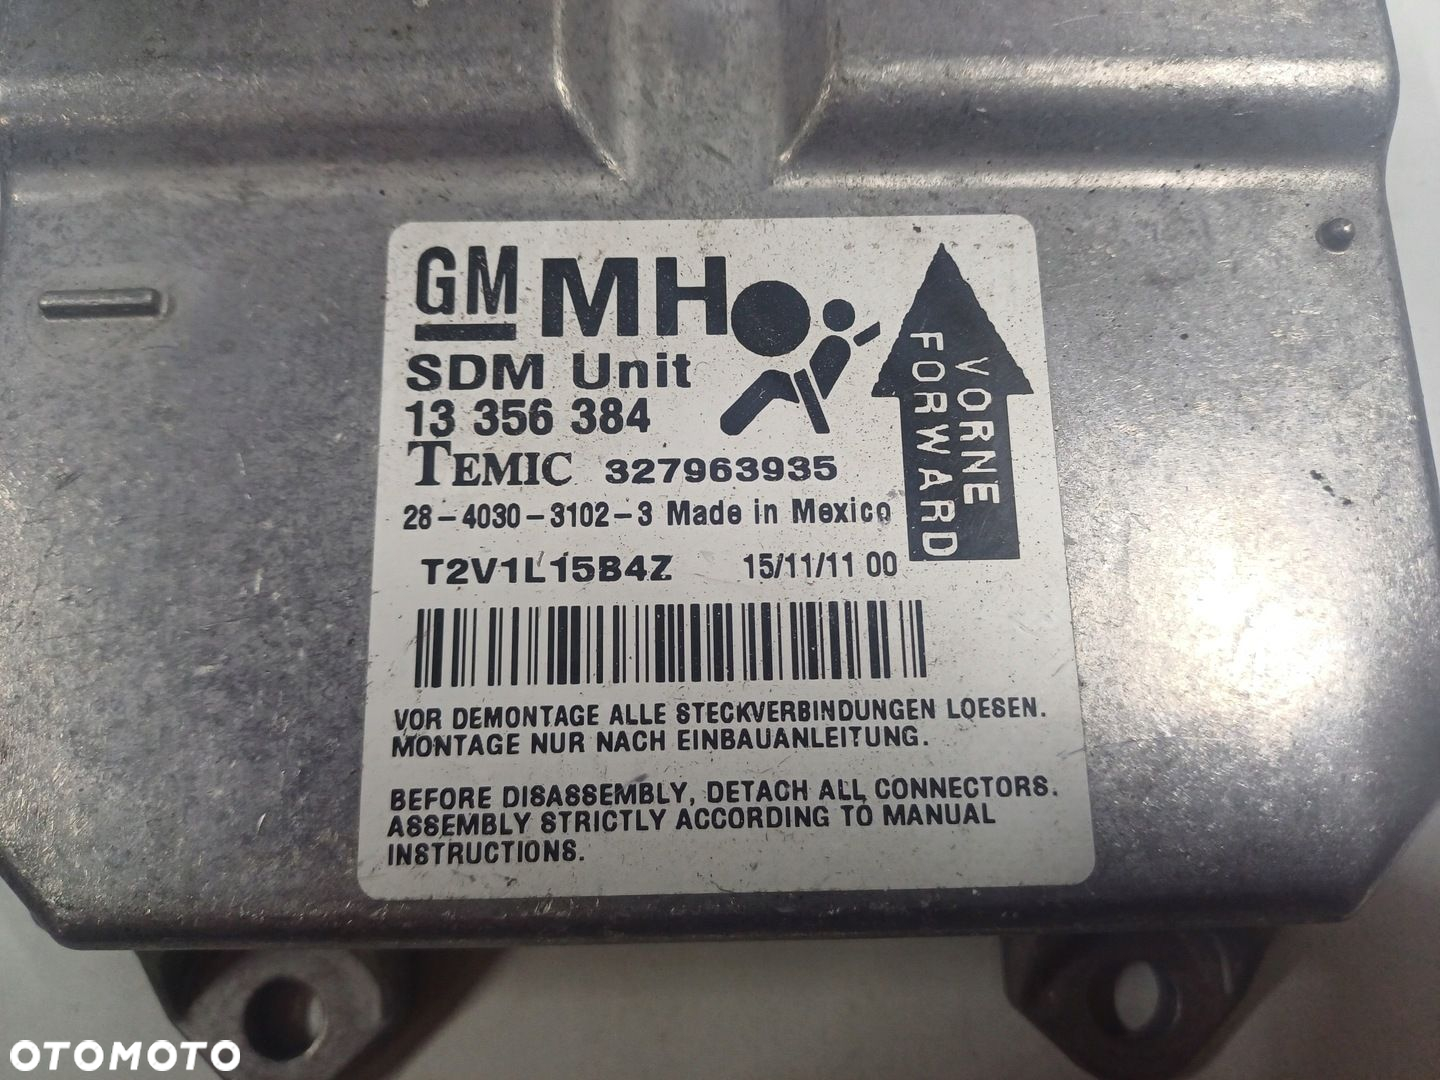 GM MH
SDM Unit
13 356 384
TEMIC 327963935
28-4030-3102-3 Made in Mexico
T2V1L15B4Z 15/11/11 00
VORNE
FORWARD
VOR DEMONTAGE ALLE STECKVERBINDUNGEN LOESEN.
MONTAGE NUR NACH EINBAUANLEITUNG.
BEFORE DISASSEMBLY, DETACH ALL CONNECTORS.
ASSEMBLY STRICTLY ACCORDING TO MANUAL
INSTRUCTIONS.
OTOMOTO